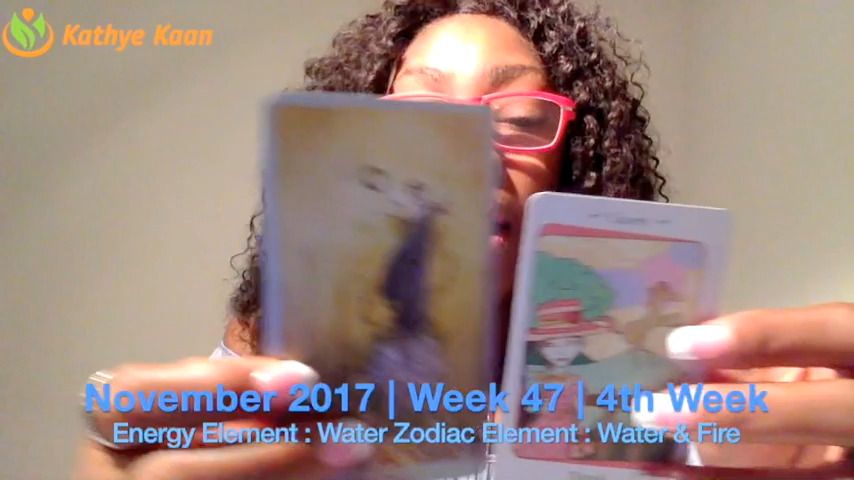 Kathye Kaan
November 2017 | Week 47 | 4th Week
Energy Element : Water Zodiac Element : Water & Fire